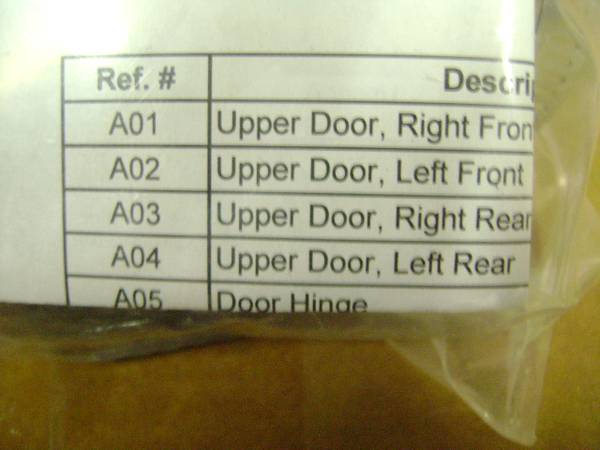 Ref. # Descrip
A01 Upper Door, Right Fron
A02 Upper Door, Left Front
A03 Upper Door, Right Rear
A04 Upper Door, Left Rear
A05 Door Hinge